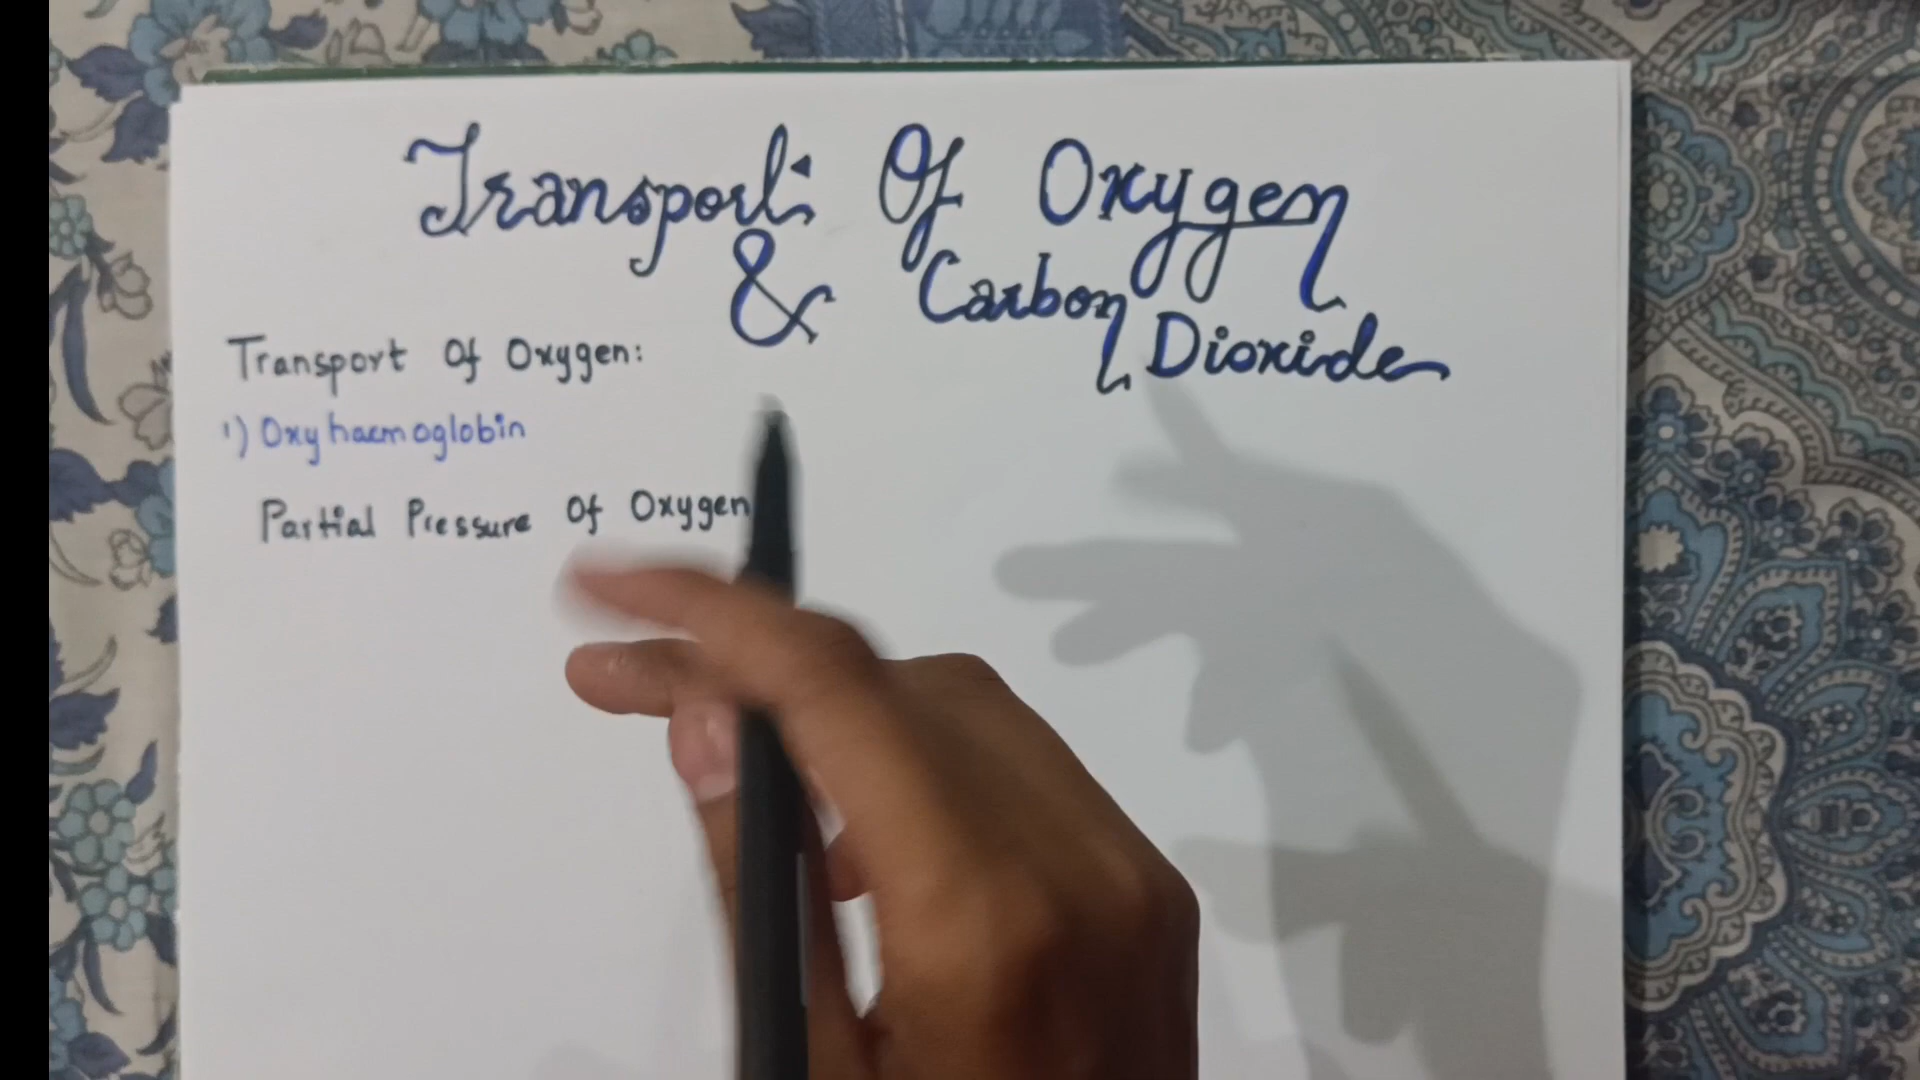 Transport Of Oxygen
& Carbon Dioxide
Transport Of Oxygen:
1) Oxyhaemoglobin
Partial Pressure Of Oxygen